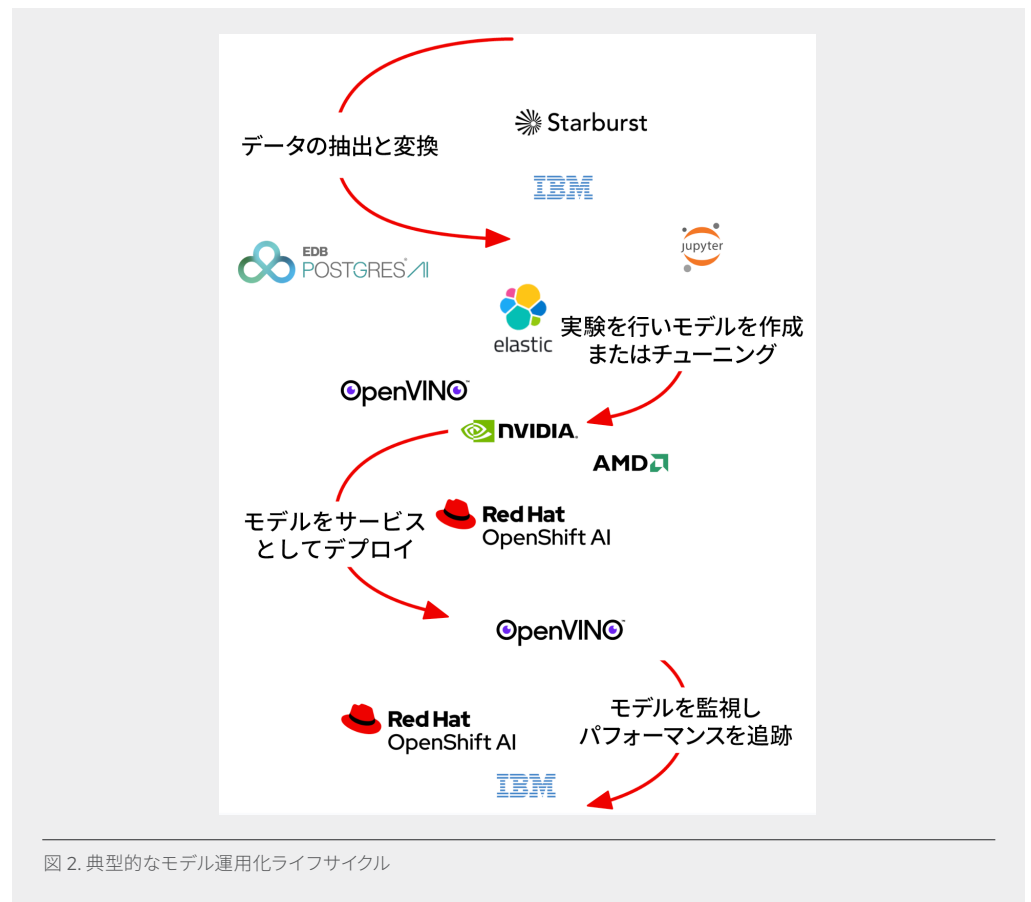 データの抽出と変換
Starburst
IBM
EDB
POSTGRES® AI
jupyter
elastic
実験を行いモデルを作成
またはチューニング
OpenVINO™
NVIDIA.
AMD
モデルをサービス
としてデプロイ
Red Hat
OpenShift AI
OpenVINO™
モデルを監視し
パフォーマンスを追跡
Red Hat
OpenShift AI
IBM
図 2. 典型的なモデル運用化ライフサイクル